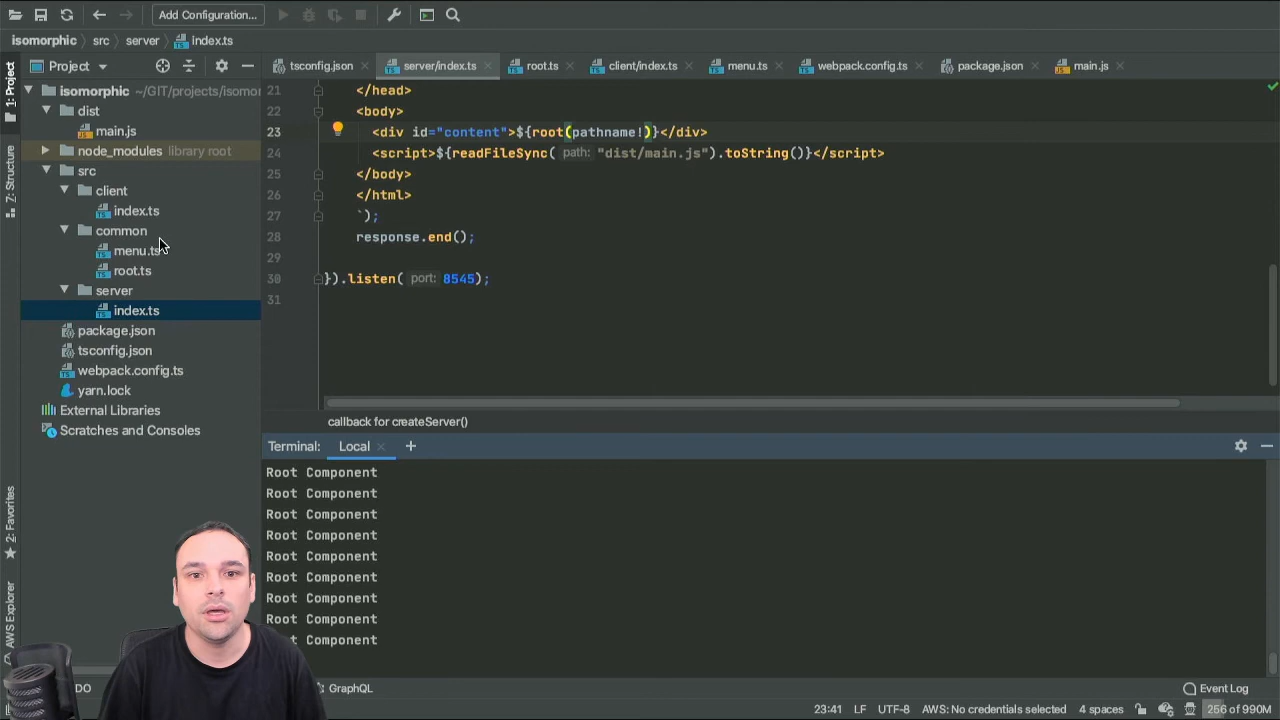 Add Configuration...
isomorphic src server index.ts
1: Project
Z: Structure
2: Favorites
AWS Explorer
Project
isomorphic ~/GIT/projects/isomor
dist
main.js
node_modules library root
src
client
index.ts
common
menu.ts
root.ts
server
index.ts
package.json
tsconfig.json
webpack.config.ts
yarn.lock
External Libraries
Scratches and Consoles
tsconfig.json server/index.ts root.ts client/index.ts menu.ts webpack.config.ts package.json main.js
21 </head>
22 <body>
23 <div id="content">${root(pathname!)}</div>
24 <script>${readFileSync( path: "dist/main.js").toString()}</script>
25 </body>
26 </html>
27 `);
28 response.end();
29
30 }).listen( port: 8545);
31
callback for createServer()
Terminal: Local
Root Component
Root Component
Root Component
Root Component
Root Component
Root Component
Root Component
Root Component
t Component
DO GraphQL Event Log
23:41 LF UTF-8 AWS: No credentials selected 4 spaces 256 of 990M